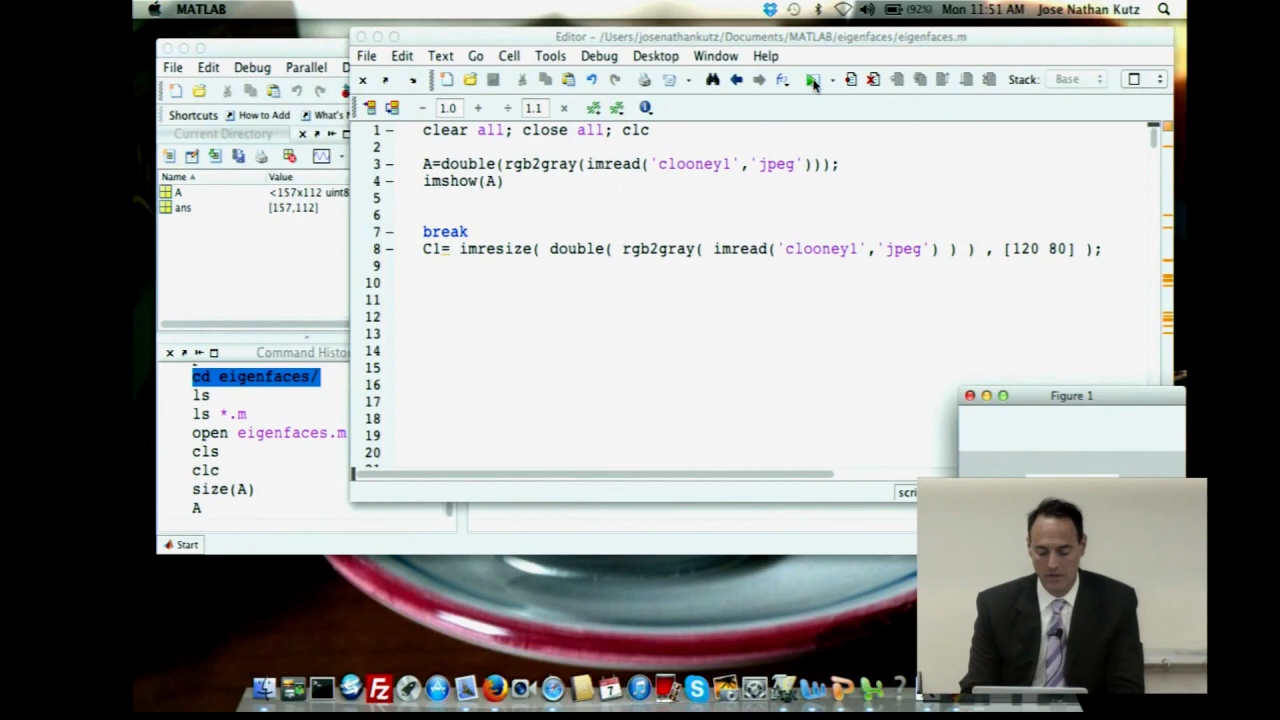 MATLAB
(92%) Mon 11:51 AM Jose Nathan Kutz
Editor – /Users/josenathankutz/Documents/MATLAB/eigenfaces/eigenfaces.m
File Edit Debug Parallel
File Edit Text Go Cell Tools Debug Desktop Window Help
Stack: Base
Shortcuts How to Add What's
– 1.0 + ÷ 1.1 x
Current Directory
Name Value
A <157x112 uint8
ans [157,112]
1 – clear all; close all; clc
2
3 – A=double(rgb2gray(imread('clooney1','jpeg')));
4 – imshow(A)
5
6
7 – break
8 – C1= imresize( double( rgb2gray( imread('clooney1','jpeg') ) ) , [120 80] );
9
10
11
12
13
14
15
16
17
18
19
20
Command Histo
cd eigenfaces/
ls
ls *.m
open eigenfaces.m
cls
clc
size(A)
A
Start
Figure 1
scri